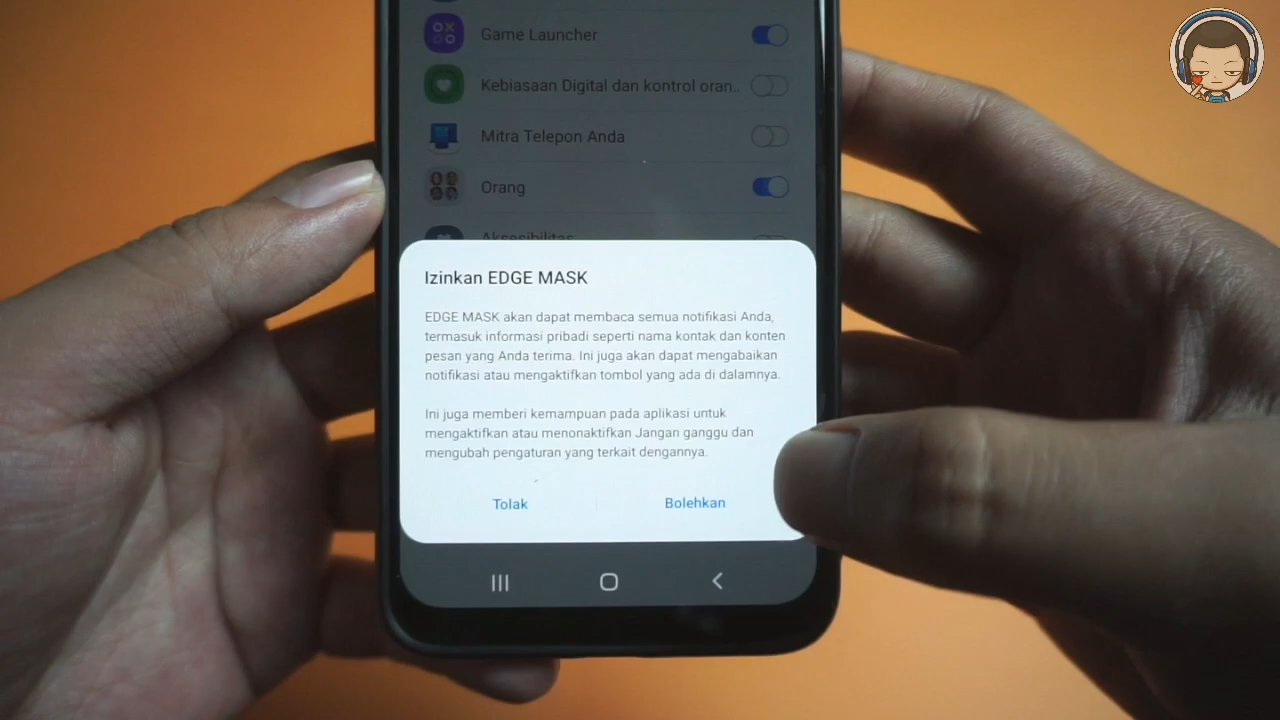 Game Launcher
Kebiasaan Digital dan kontrol oran..
Mitra Telepon Anda
Orang
Aksesibilitas
Izinkan EDGE MASK
EDGE MASK akan dapat membaca semua notifikasi Anda,
termasuk informasi pribadi seperti nama kontak dan konten
pesan yang Anda terima. Ini juga akan dapat mengabaikan
notifikasi atau mengaktifkan tombol yang ada di dalamnya.
Ini juga memberi kemampuan pada aplikasi untuk
mengaktifkan atau menonaktifkan Jangan ganggu dan
mengubah pengaturan yang terkait dengannya.
Tolak
Bolehkan